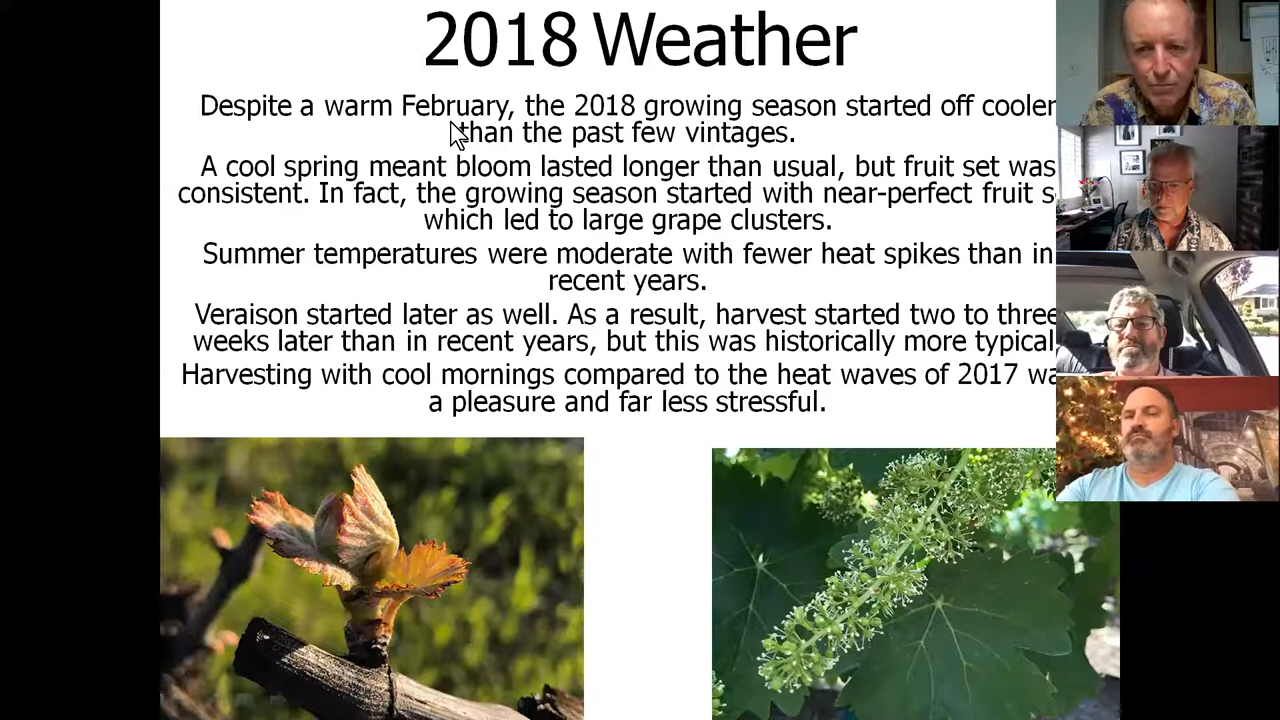 2018 Weather
Despite a warm February, the 2018 growing season started off cooler
than the past few vintages.
A cool spring meant bloom lasted longer than usual, but fruit set was
consistent. In fact, the growing season started with near-perfect fruit
which led to large grape clusters.
Summer temperatures were moderate with fewer heat spikes than in
recent years.
Veraison started later as well. As a result, harvest started two to three
weeks later than in recent years, but this was historically more typical
Harvesting with cool mornings compared to the heat waves of 2017
a pleasure and far less stressful.